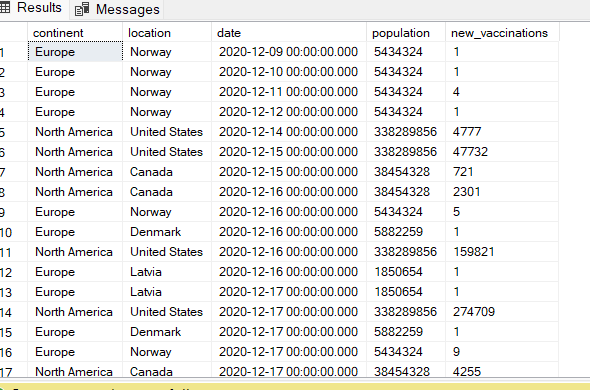 Results Messages
continent location date population new_vaccinations
1 Europe Norway 2020-12-09 00:00:00.000 5434324 1
2 Europe Norway 2020-12-10 00:00:00.000 5434324 1
3 Europe Norway 2020-12-11 00:00:00.000 5434324 4
4 Europe Norway 2020-12-12 00:00:00.000 5434324 1
5 North America United States 2020-12-14 00:00:00.000 338289856 4777
6 North America United States 2020-12-15 00:00:00.000 338289856 47732
7 North America Canada 2020-12-15 00:00:00.000 38454328 721
8 North America Canada 2020-12-16 00:00:00.000 38454328 2301
9 Europe Norway 2020-12-16 00:00:00.000 5434324 5
10 Europe Denmark 2020-12-16 00:00:00.000 5882259 1
11 North America United States 2020-12-16 00:00:00.000 338289856 159821
12 Europe Latvia 2020-12-16 00:00:00.000 1850654 1
13 Europe Latvia 2020-12-17 00:00:00.000 1850654 1
14 North America United States 2020-12-17 00:00:00.000 338289856 274709
15 Europe Denmark 2020-12-17 00:00:00.000 5882259 1
16 Europe Norway 2020-12-17 00:00:00.000 5434324 9
17 North America Canada 2020-12-17 00:00:00.000 38454328 4255